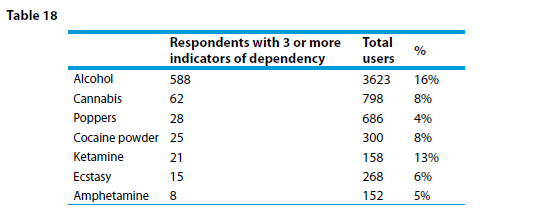 Table 18
Respondents with 3 or more indicators of dependency Total users %
Alcohol 588 3623 16%
Cannabis 62 798 8%
Poppers 28 686 4%
Cocaine powder 25 300 8%
Ketamine 21 158 13%
Ecstasy 15 268 6%
Amphetamine 8 152 5%